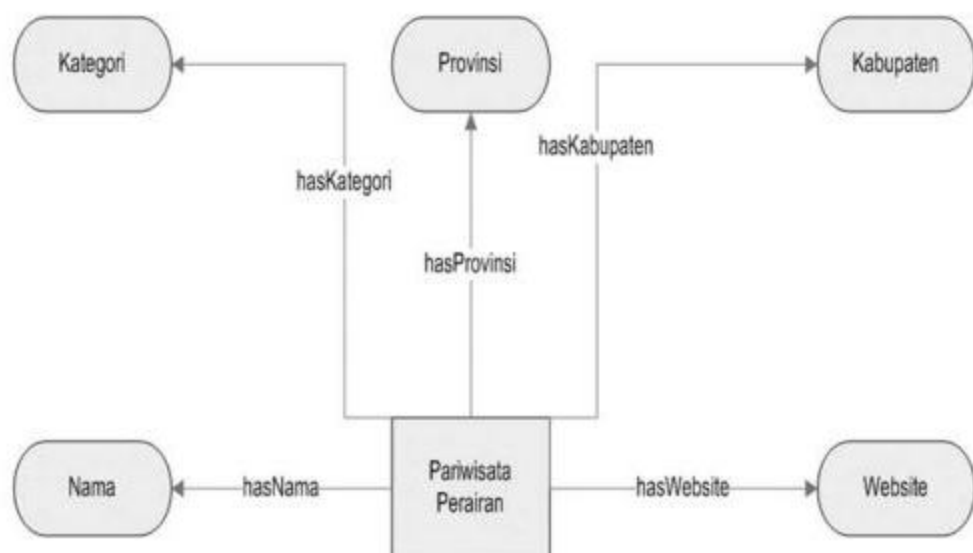 Kategori
Provinsi
Kabupaten
hasKabupaten
hasKategori
hasProvinsi
Nama
hasNama
Pariwisata
Perairan
hasWebsite
Website